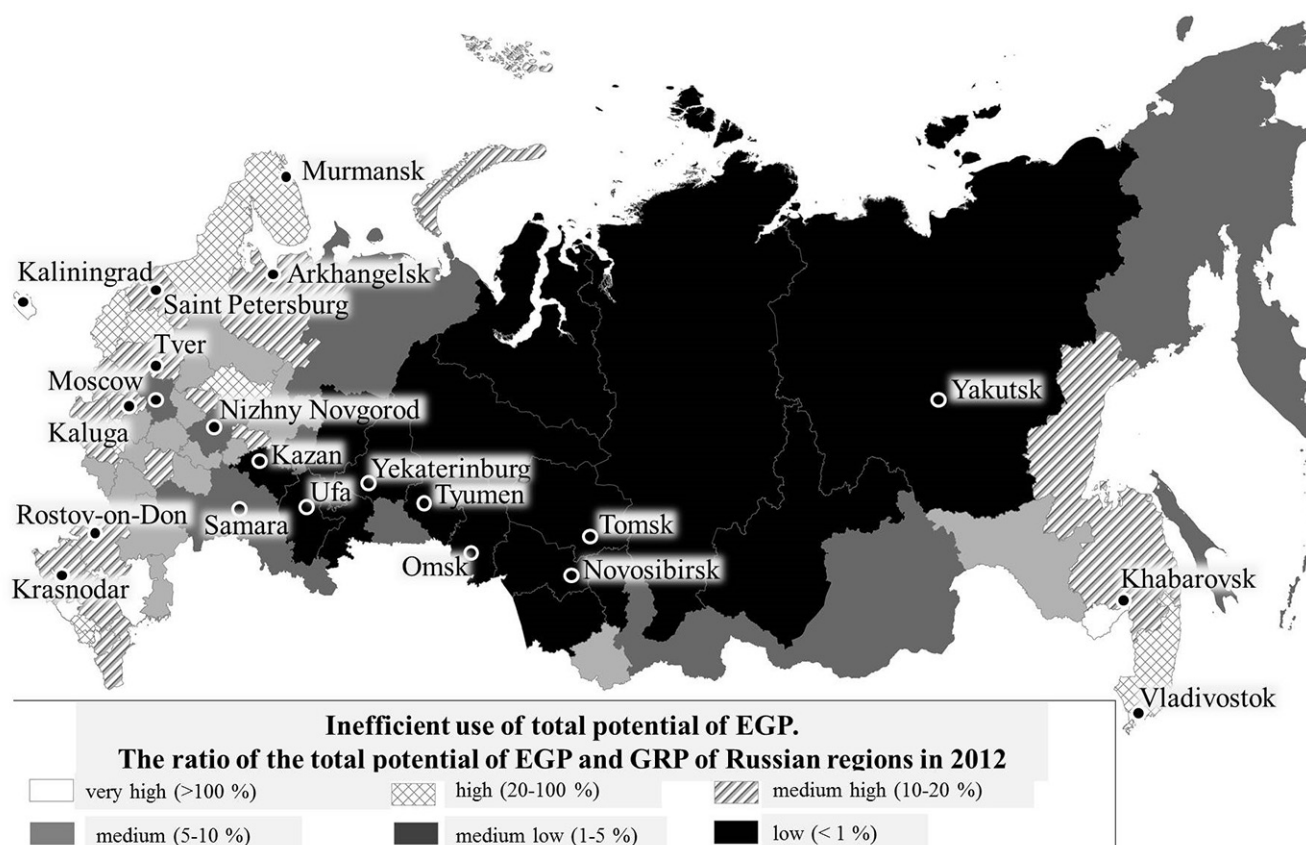 Murmansk
Kaliningrad
Arkhangelsk
Saint Petersburg
Tver
Moscow
Yakutsk
Nizhny Novgorod
Kaluga
Kazan
Yekaterinburg
Ufa
Tyumen
Rostov-on-Don
Samara
Tomsk
Omsk
Novosibirsk
Krasnodar
Khabarovsk
Vladivostok
Inefficient use of total potential of EGP.
The ratio of the total potential of EGP and GRP of Russian regions in 2012
very high (>100 %) high (20-100 %) medium high (10-20 %)
medium (5-10 %) medium low (1-5 %) low (< 1 %)